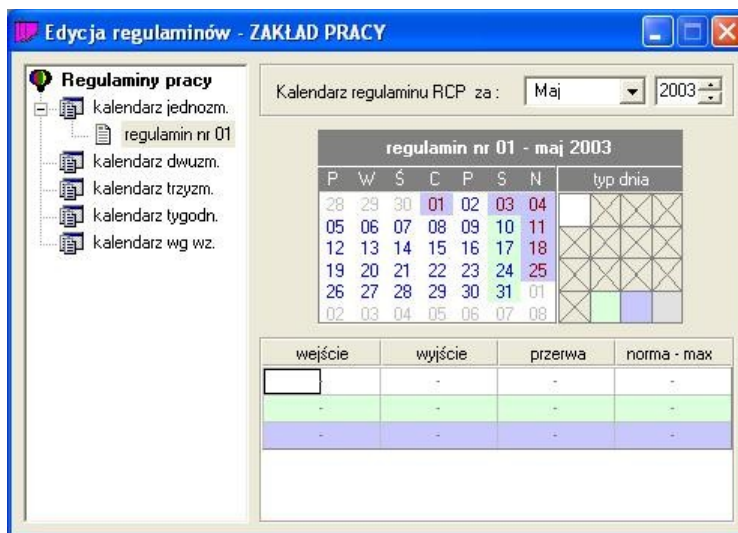 Edycja regulaminów - ZAKŁAD PRACY
Regulaminy pracy
kalendarz jednozm.
regulamin nr 01
kalendarz dwuzm.
kalendarz trzyzm.
kalendarz tygodn.
kalendarz wg wz.
Kalendarz regulaminu RCP za : Maj 2003
regulamin nr 01 - maj 2003
P W Ś C P S N typ dnia
28 29 30 01 02 03 04
05 06 07 08 09 10 11
12 13 14 15 16 17 18
19 20 21 22 23 24 25
26 27 28 29 30 31 01
02 03 04 05 06 07 08
wejście wyjście przerwa norma - max
- - - -
- - - -
- - - -